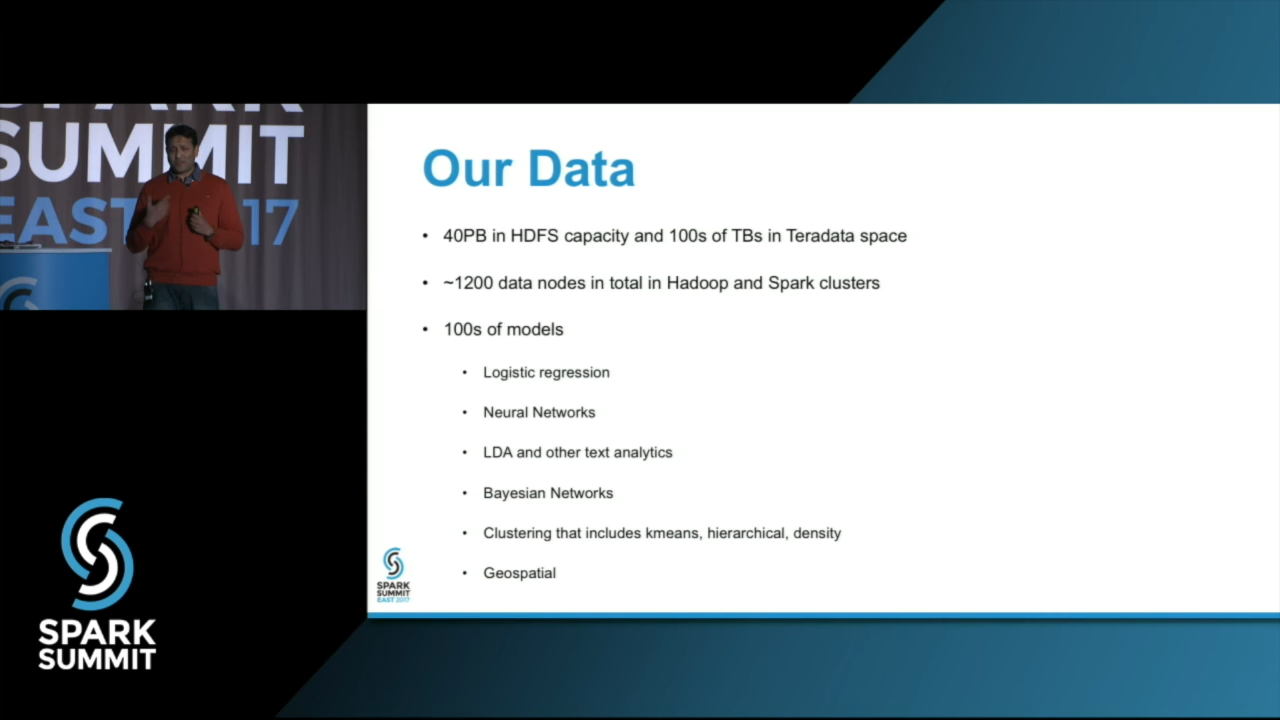 SPARK
SUMMIT
EAST 2017
Our Data
• 40PB in HDFS capacity and 100s of TBs in Teradata space
• ~1200 data nodes in total in Hadoop and Spark clusters
• 100s of models
• Logistic regression
• Neural Networks
• LDA and other text analytics
• Bayesian Networks
• Clustering that includes kmeans, hierarchical, density
• Geospatial
SPARK
SUMMIT
EAST 2017
SPARK
SUMMIT